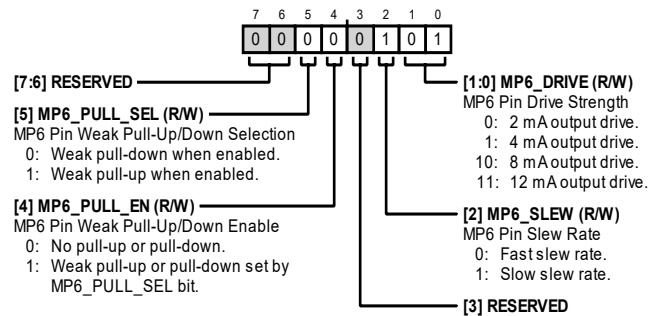 7 6 5 4 3 2 1 0
0 0 0 0 0 1 0 1
[7:6] RESERVED
[5] MP6_PULL_SEL (R/W)
MP6 Pin Weak Pull-Up/Down Selection
0: Weak pull-down when enabled.
1: Weak pull-up when enabled.
[4] MP6_PULL_EN (R/W)
MP6 Pin Weak Pull-Up/Down Enable
0: No pull-up or pull-down.
1: Weak pull-up or pull-down set by
MP6_PULL_SEL bit.
[1:0] MP6_DRIVE (R/W)
MP6 Pin Drive Strength
0: 2 mA output drive.
1: 4 mA output drive.
10: 8 mA output drive.
11: 12 mA output drive.
[2] MP6_SLEW (R/W)
MP6 Pin Slew Rate
0: Fast slew rate.
1: Slow slew rate.
[3] RESERVED